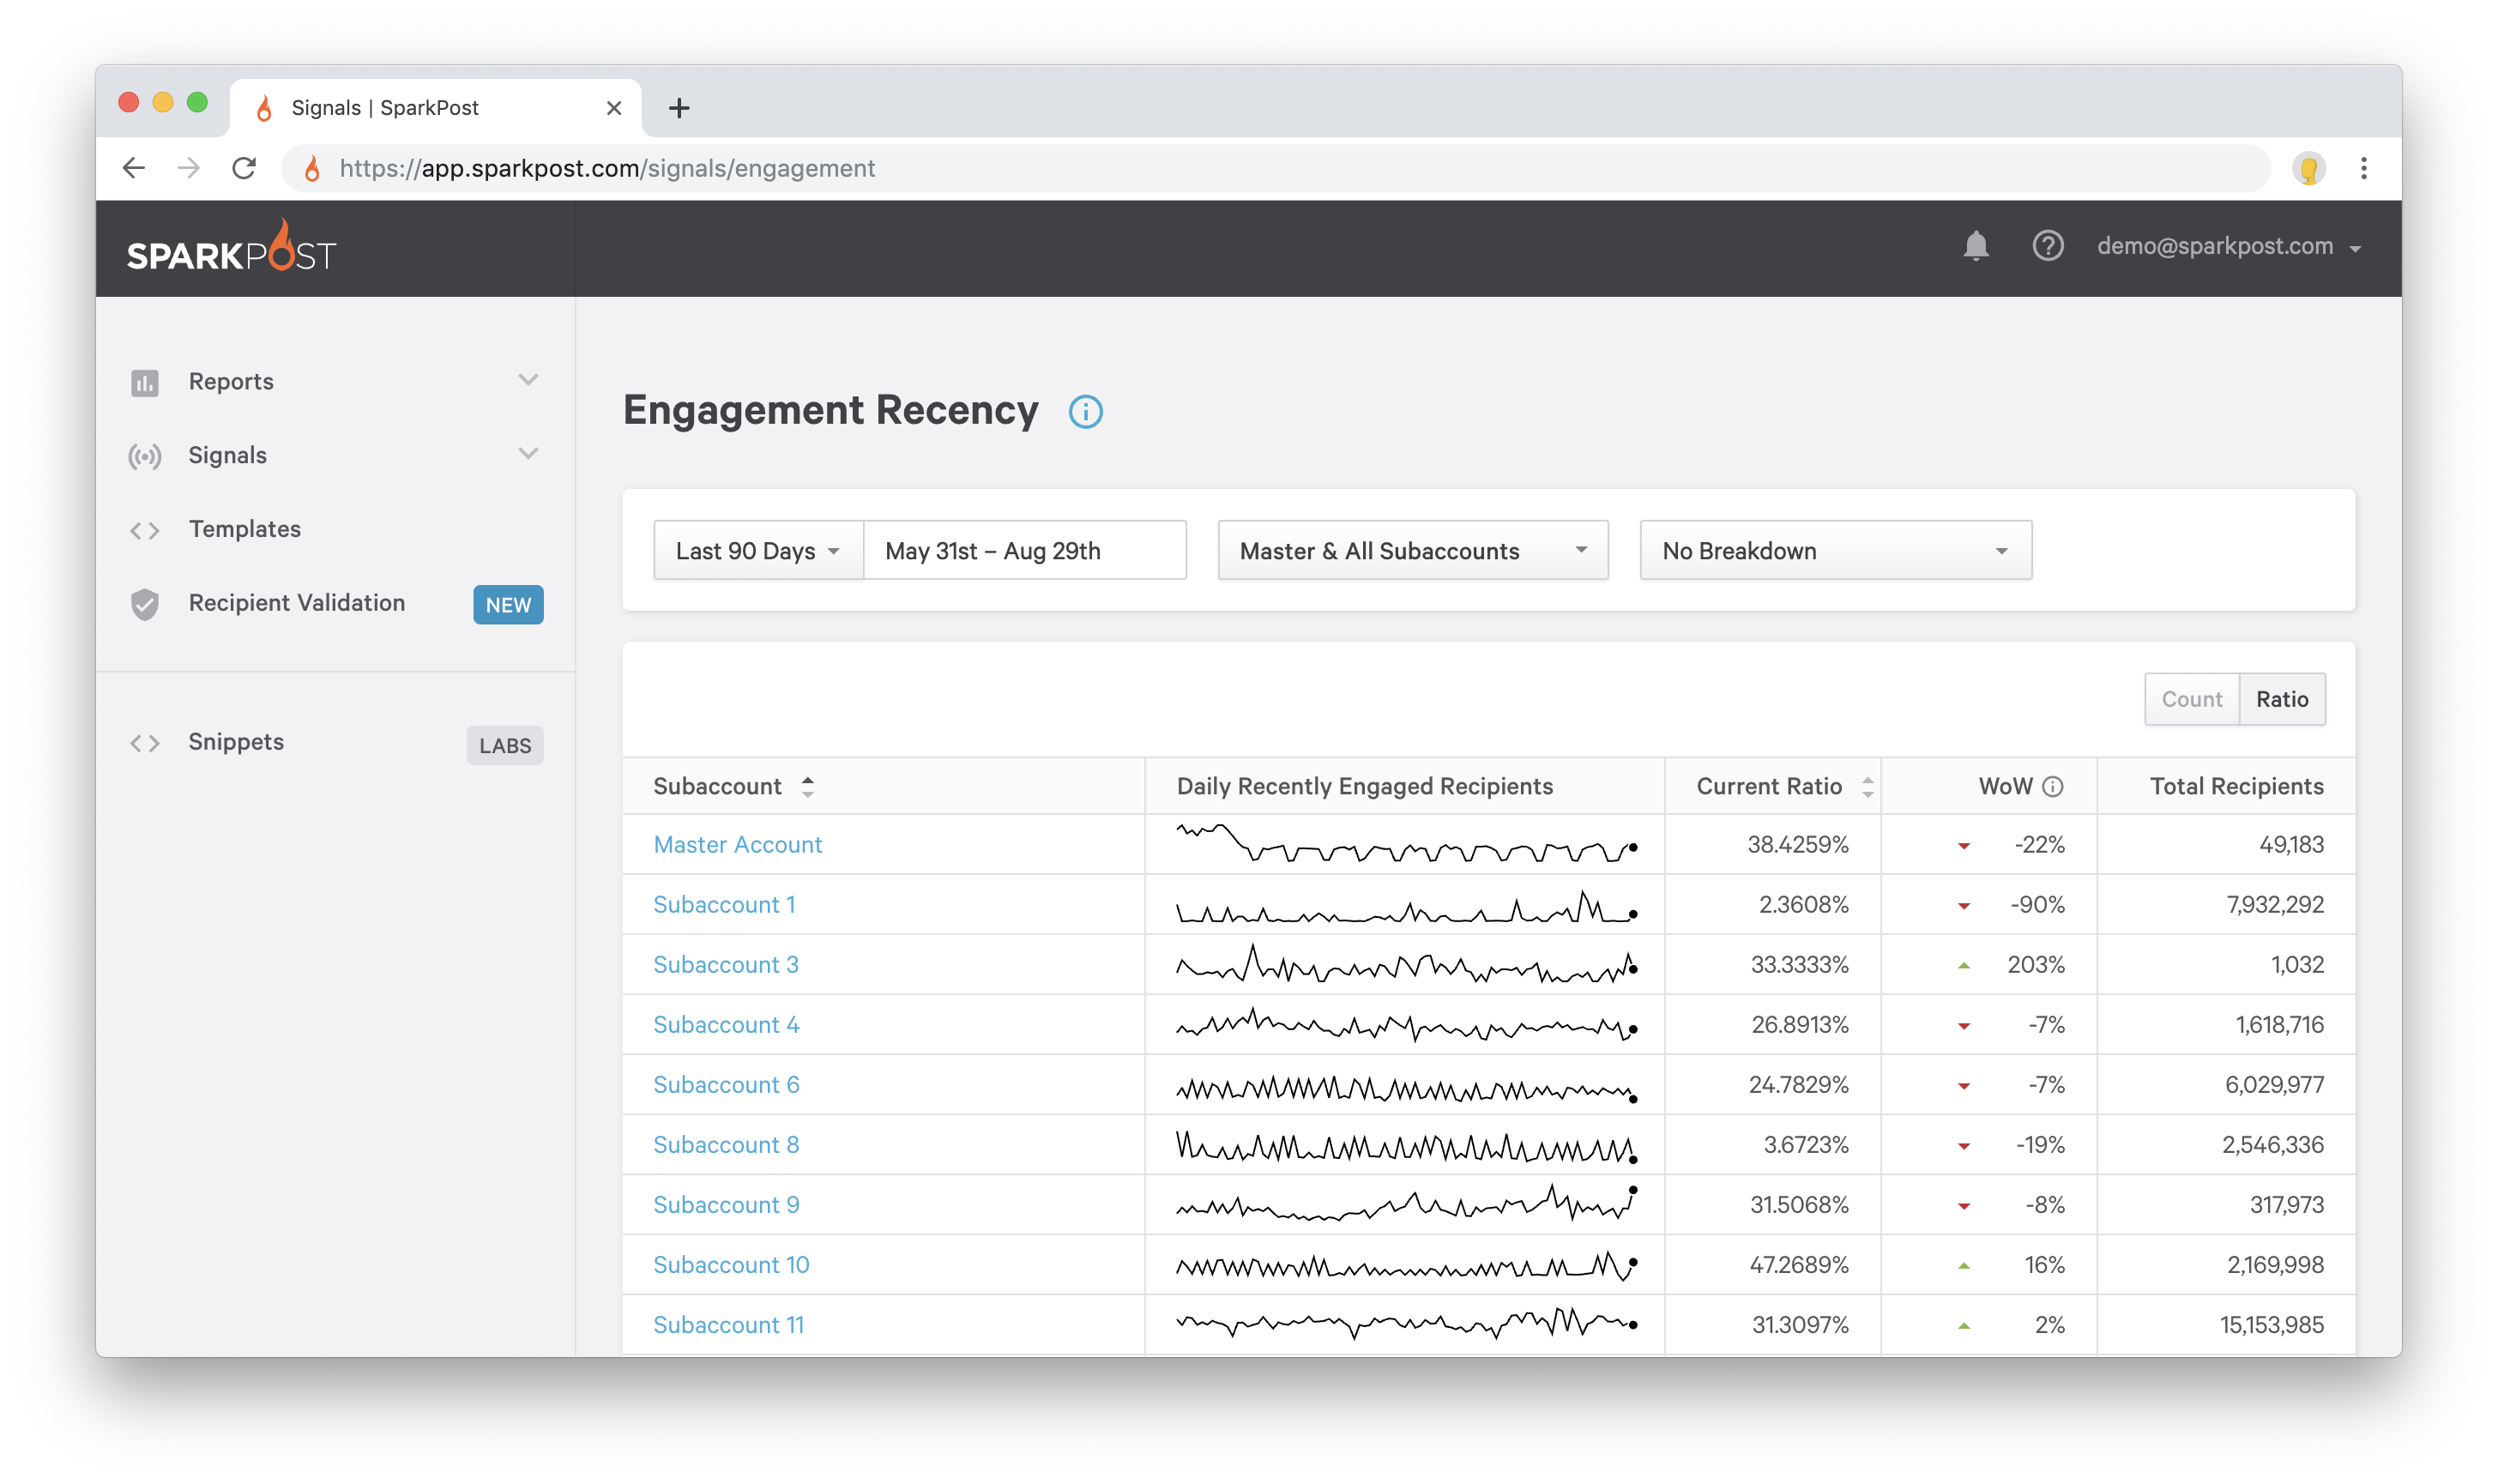 Signals | SparkPost
https://app.sparkpost.com/signals/engagement
SPARKPOST
demo@sparkpost.com
Reports
Signals
Templates
Recipient Validation NEW
Snippets LABS
Engagement Recency
Last 90 Days May 31st – Aug 29th Master & All Subaccounts No Breakdown
Count Ratio
Subaccount Daily Recently Engaged Recipients Current Ratio WoW Total Recipients
Master Account 38.4259% -22% 49,183
Subaccount 1 2.3608% -90% 7,932,292
Subaccount 3 33.3333% 203% 1,032
Subaccount 4 26.8913% -7% 1,618,716
Subaccount 6 24.7829% -7% 6,029,977
Subaccount 8 3.6723% -19% 2,546,336
Subaccount 9 31.5068% -8% 317,973
Subaccount 10 47.2689% 16% 2,169,998
Subaccount 11 31.3097% 2% 15,153,985